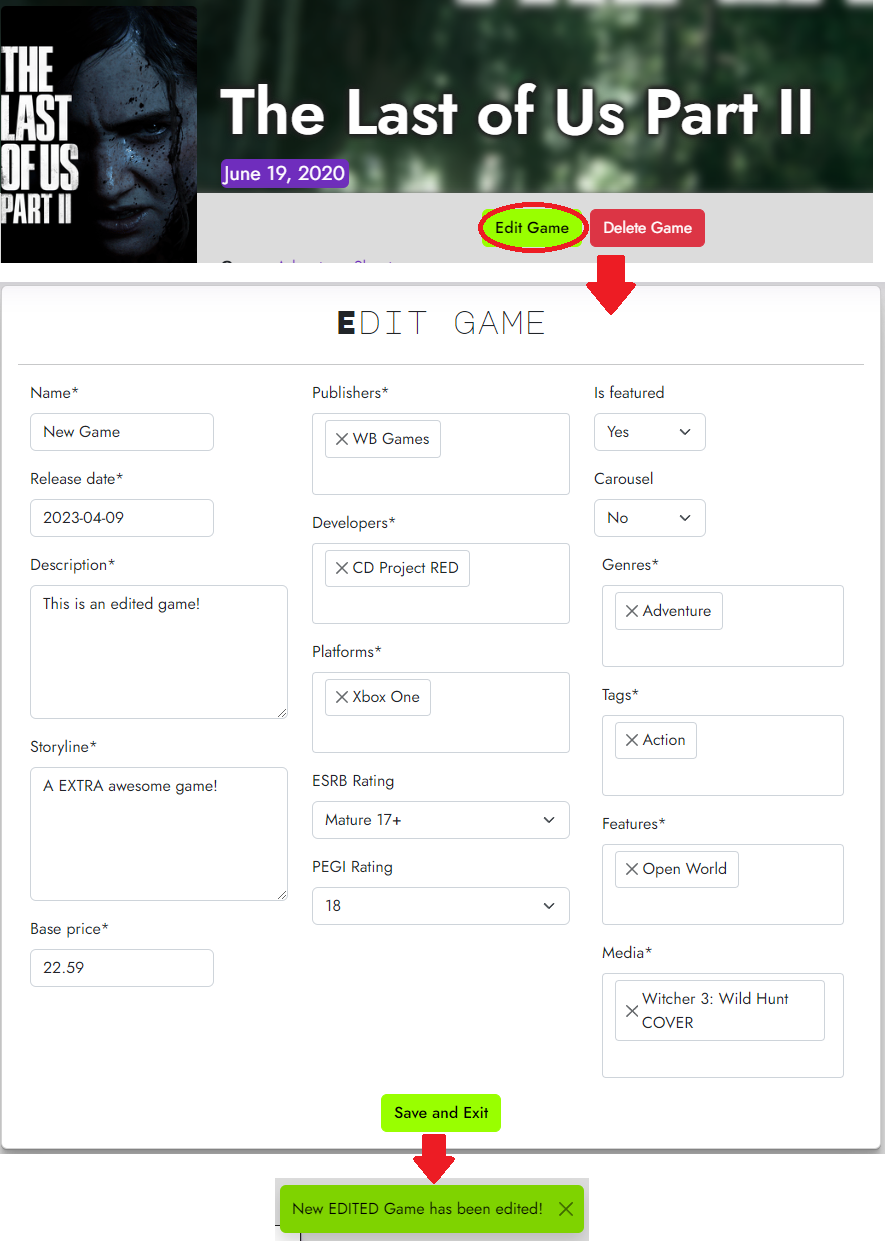 THE
LAST
OF US
PART II
The Last of Us Part II
June 19, 2020
Edit Game
Delete Game
EDIT GAME
Name*
New Game
Release date*
2023-04-09
Description*
This is an edited game!
Storyline*
A EXTRA awesome game!
Base price*
22.59
Publishers*
WB Games
Developers*
CD Project RED
Platforms*
Xbox One
ESRB Rating
Mature 17+
PEGI Rating
18
Is featured
Yes
Carousel
No
Genres*
Adventure
Tags*
Action
Features*
Open World
Media*
Witcher 3: Wild Hunt
COVER
Save and Exit
New EDITED Game has been edited!